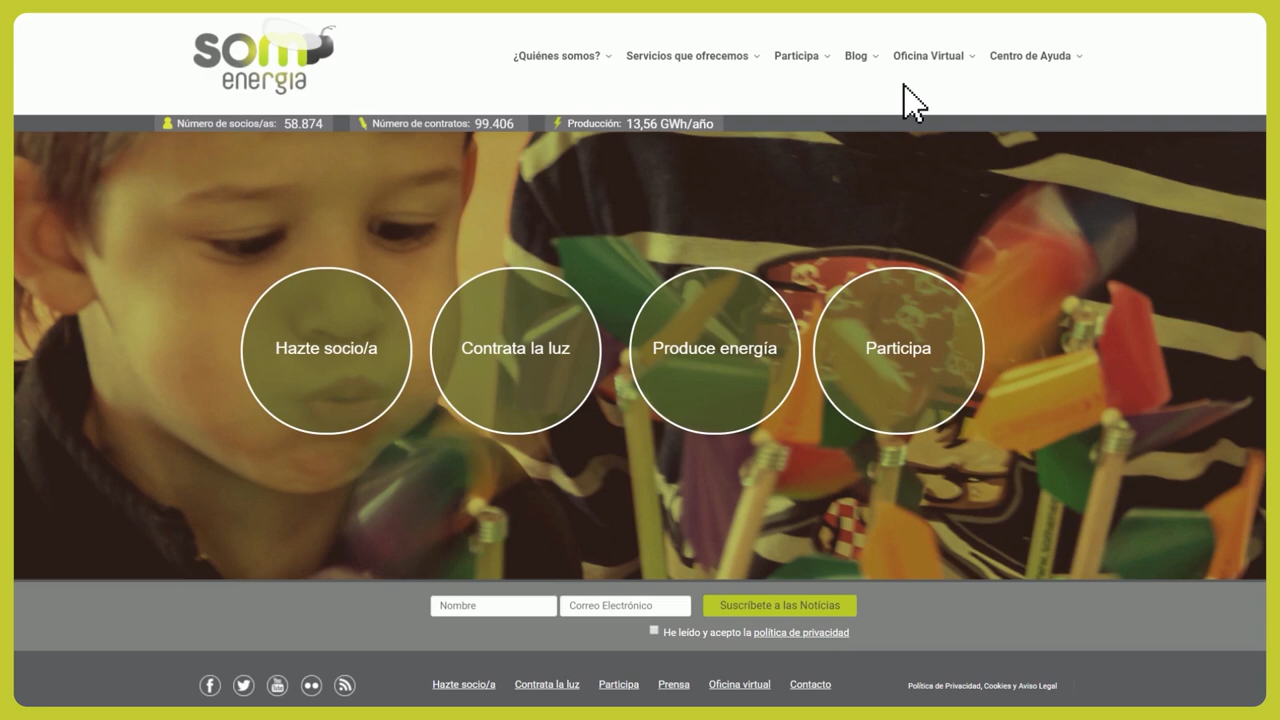 som
energia
¿Quiénes somos? Servicios que ofrecemos Participa Blog Oficina Virtual Centro de Ayuda
Número de socios/as: 58.874 Número de contratos: 99.406 Producción: 13,56 GWh/año
Hazte socio/a Contrata la luz Produce energía Participa
Nombre Correo Electrónico Suscríbete a las Notícias
He leído y acepto la política de privacidad
You Tube
Hazte socio/a Contrata la luz Participa Prensa Oficina virtual Contacto Política de Privacidad, Cookies y Aviso Legal